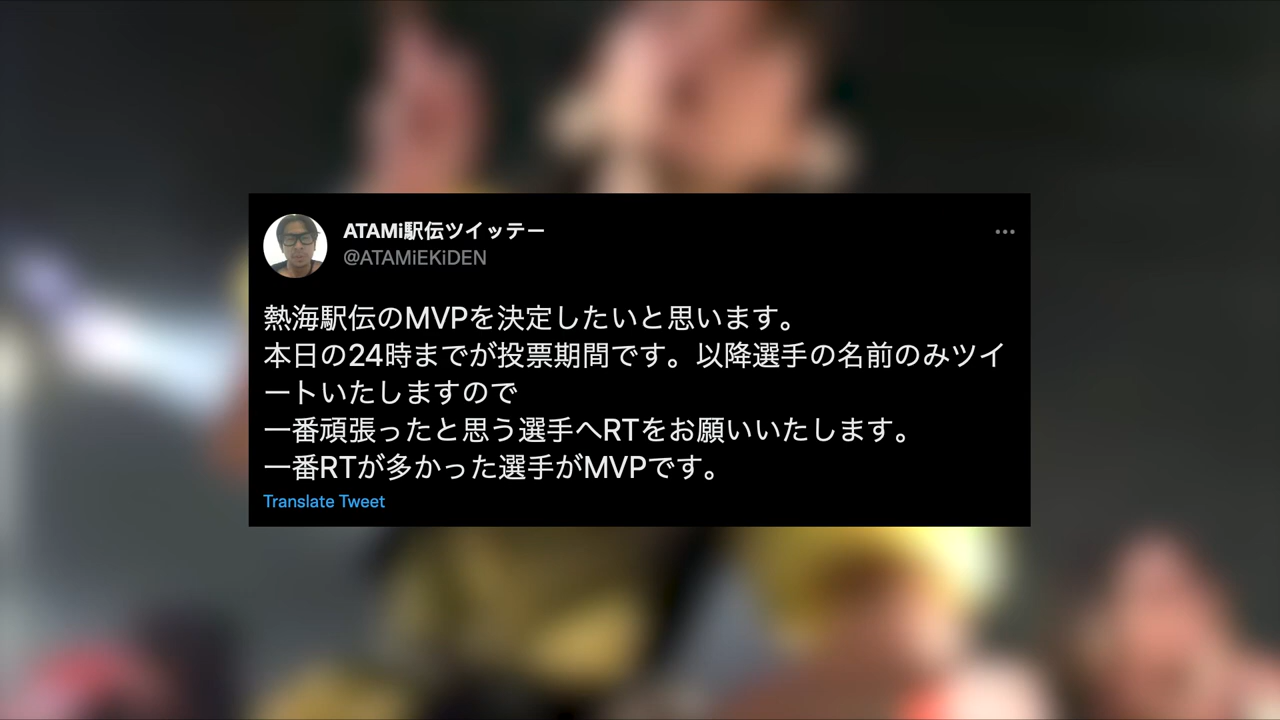 ATAMi駅伝ツイッテー
@ATAMiEKiDEN
熱海駅伝のMVPを決定したいと思います。
本日の24時までが投票期間です。以降選手の名前のみツイ
ートいたしますので
一番頑張ったと思う選手へRTをお願いいたします。
一番RTが多かった選手がMVPです。
Translate Tweet